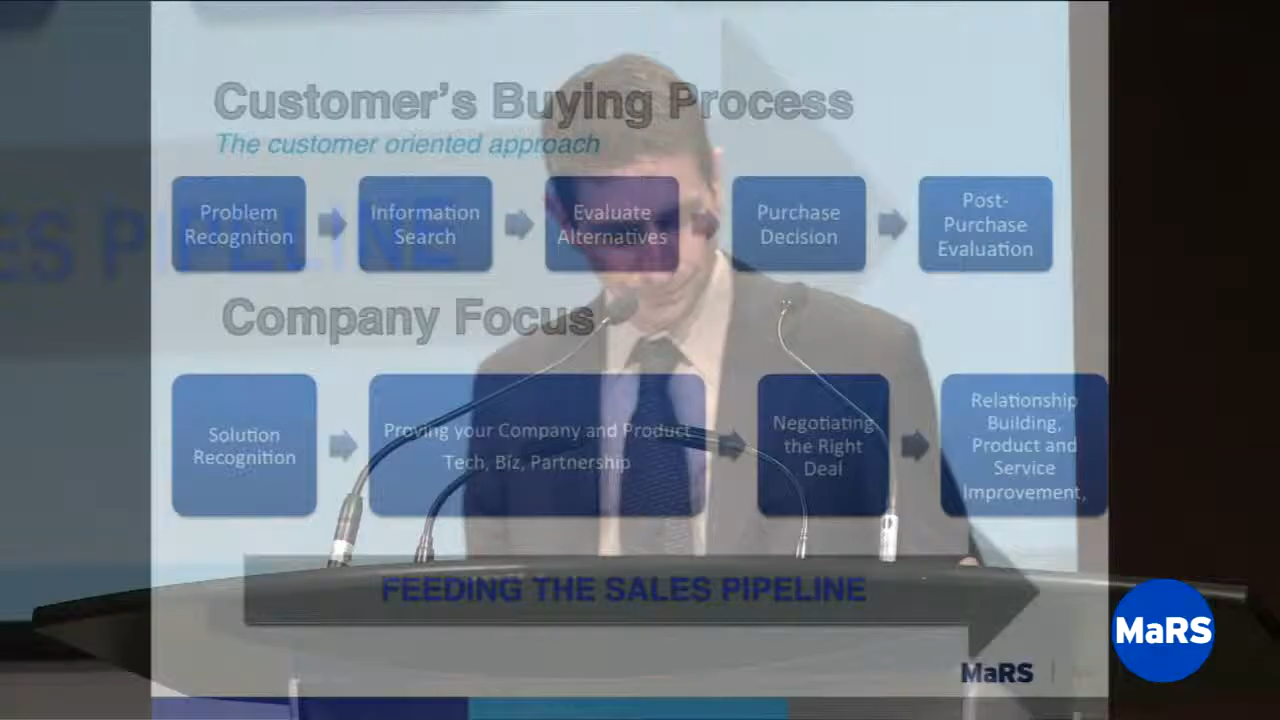 Customer's Buying Process
The customer oriented approach
Problem
Recognition
Information
Search
Evaluate
Alternatives
Purchase
Decision
Post-
Purchase
Evaluation
ES PIPELINE
Company Focus
Solution
Recognition
Proving your Company and Product
Tech, Biz, Partnership
Negotiating
the Right
Deal
Relationship
Building,
Product and
Service
Improvement,
FEEDING THE SALES PIPELINE
MaRS
MaRS